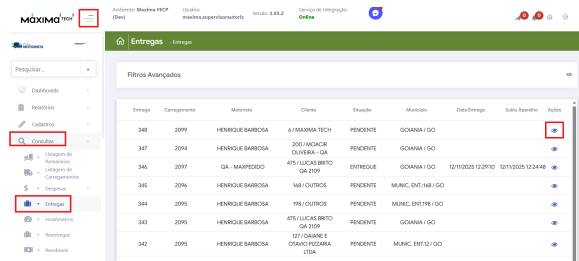 MÁXIMA TECH
Ambiente: Maxima FECP (Dev)
Usuário: maxima.supervisorautoriz
Versão: 3.95.2
Serviço de Integração: Online
MOTORISTA
Entregas Entregas
Pesquisar...
Filtros Avançados
Dashboards
Relatórios
Cadastros
Consultas
Listagem de Romaneios
Listagem de Carregamentos
Despesas
Entregas
Hodômetros
Reentregas
Recebíveis
Entrega Carregamento Motorista Cliente Situação Município Data Entrega Subiu Aparelho Ações
348 2099 HENRIQUE BARBOSA 6 / MAXIMA TECH PENDENTE GOIANIA / GO
347 2094 HENRIQUE BARBOSA 200 / MOACIR OLIVEIRA - QA PENDENTE GOIANIA / GO
346 2097 QA - MAXPEDIDO 475 / LUCAS BRITO QA 2109 ENTREGUE GOIANIA / GO 12/11/2025 12:29:10 12/11/2025 12:24:48
345 2096 HENRIQUE BARBOSA 168 / OUTROS PENDENTE MUNIC. ENT.:168 / GO
344 2095 HENRIQUE BARBOSA 198 / OUTROS PENDENTE MUNIC. ENT.198 / GO
343 2095 HENRIQUE BARBOSA 475 / LUCAS BRITO QA 2109 PENDENTE GOIANIA / GO
342 2095 HENRIQUE BARBOSA 127 / DAIANE E OTAVIO PIZZARIA LTDA PENDENTE MUNIC. ENT.12 / GO